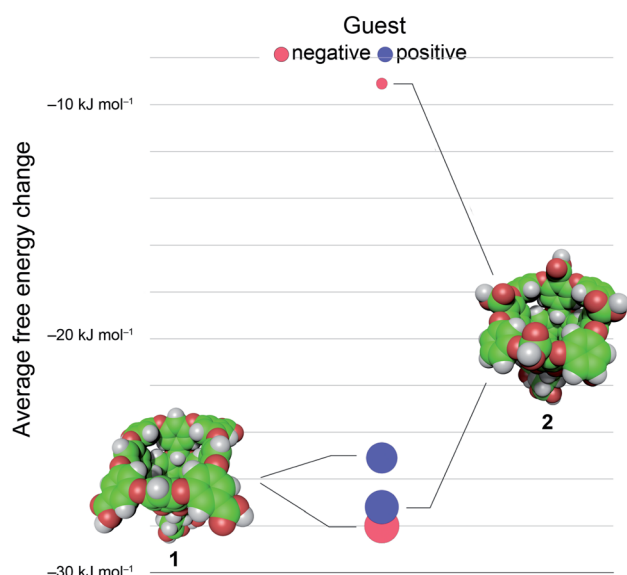 Guest
negative positive
Average free energy change
–10 kJ mol⁻¹
–20 kJ mol⁻¹
–30 kJ mol⁻¹
1
2